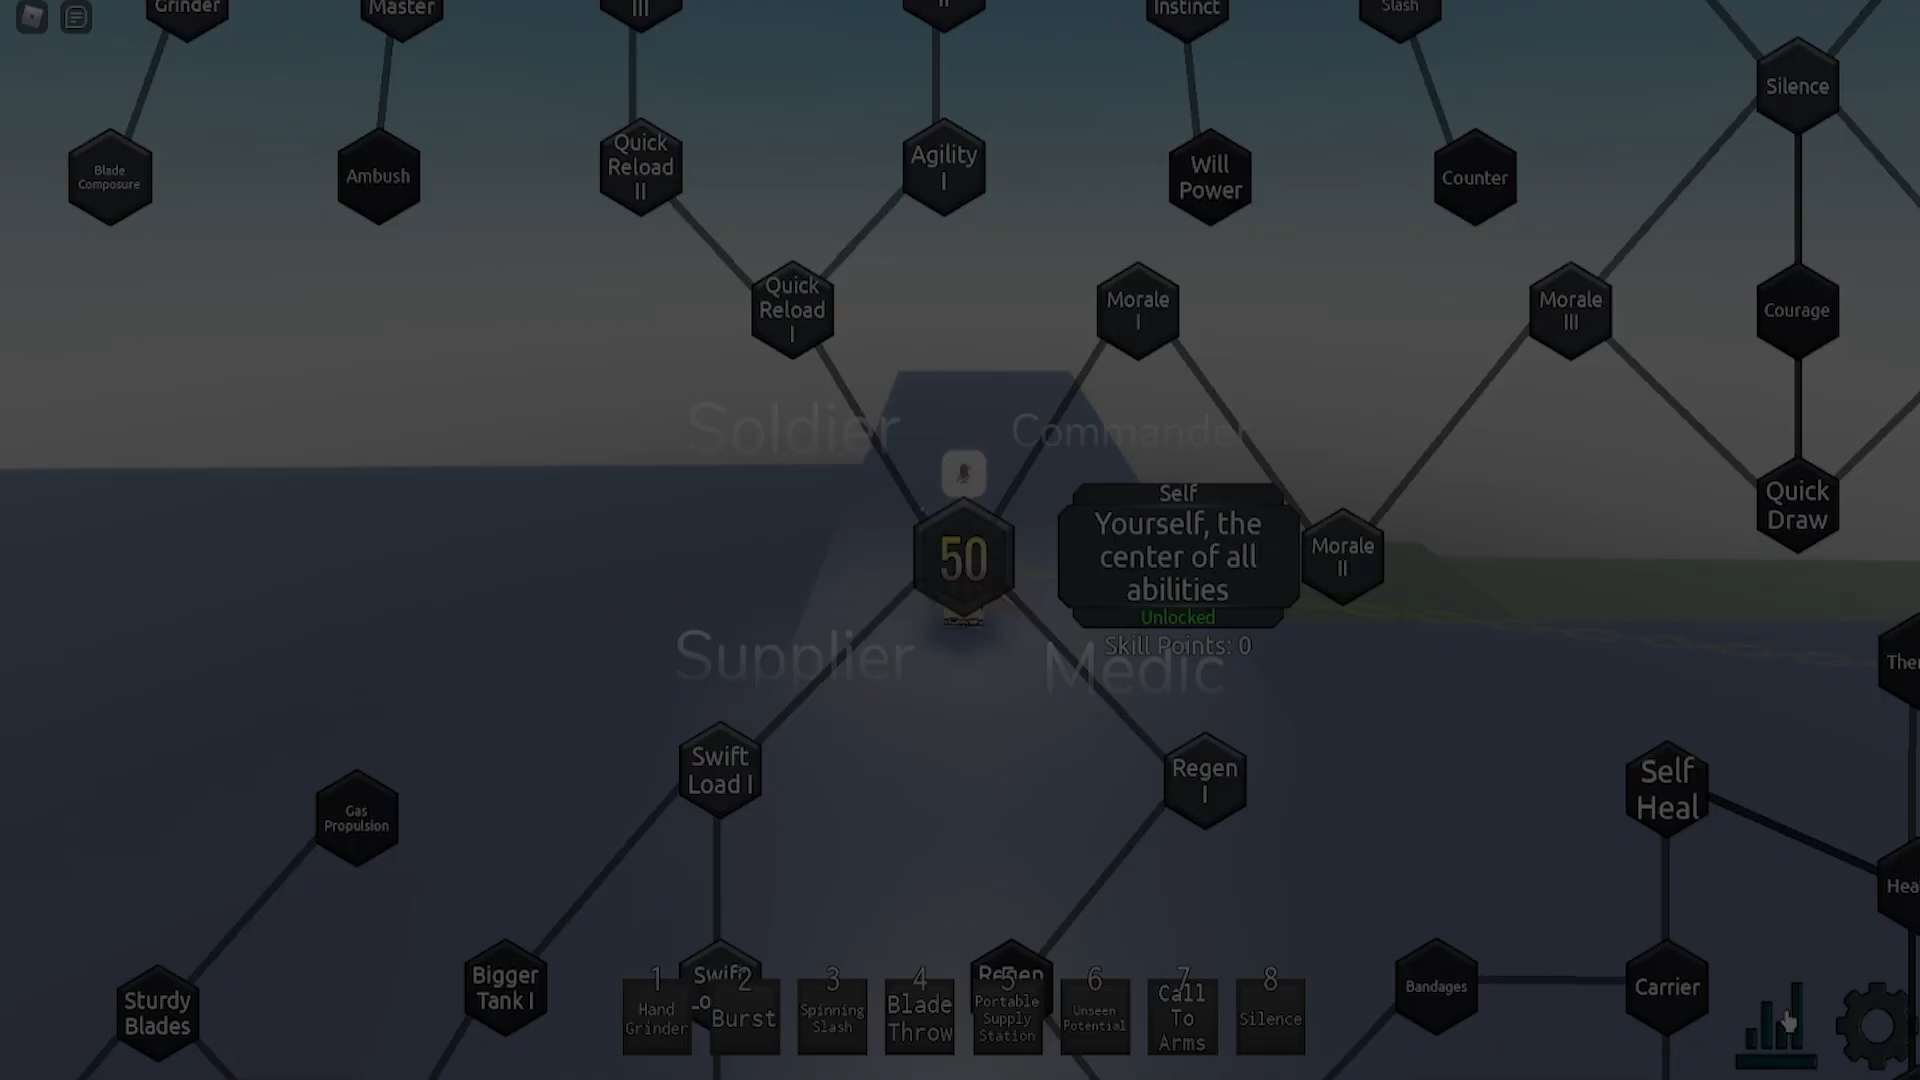 Grinder
Master
III
II
Instinct
Slash
Silence
Blade
Composure
Ambush
Quick
Reload
II
Agility
I
Will
Power
Counter
Quick
Reload
I
Morale
I
Morale
III
Courage
Soldier
Commander
Self
Yourself, the
center of all
abilities
Unlocked
Skill Points: 0
50
Morale
II
Quick
Draw
Supplier
Medic
Swift
Load I
Regen
I
Self
Heal
Gas
Propulsion
Sturdy
Blades
Bigger
Tank I
Swift
Regen
Bandages
Carrier
1
Hand
Grinder
2
Burst
3
Spinning
Slash
4
Blade
Throw
5
Portable
Supply
Station
6
Unseen
Potential
7
Call
To
Arms
8
Silence